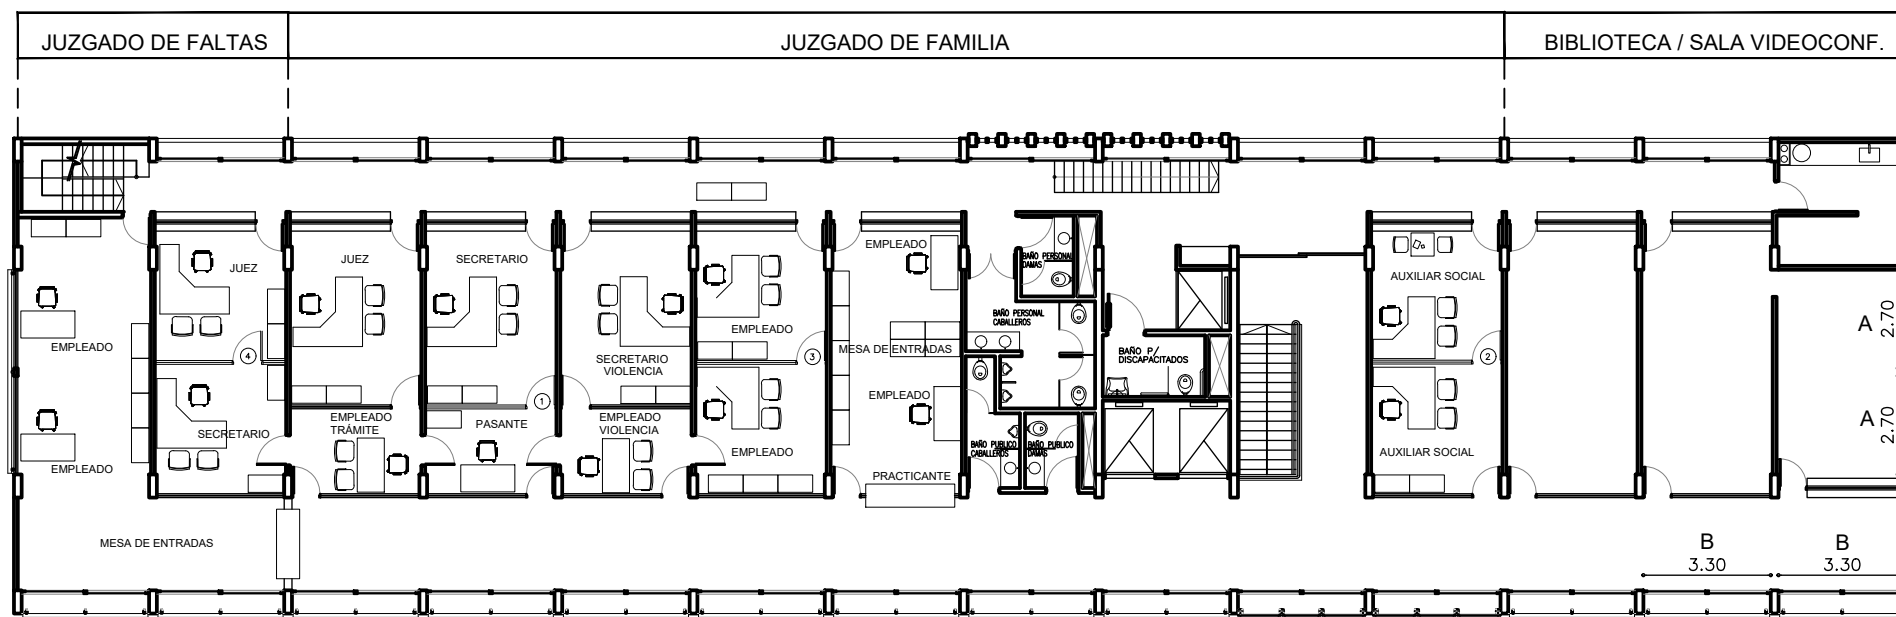 JUZGADO DE FALTAS
JUZGADO DE FAMILIA
BIBLIOTECA / SALA VIDEOCONF.
JUEZ
JUEZ
SECRETARIO
EMPLEADO
AUXILIAR SOCIAL
BAÑO PERSONAL
DAMAS
BAÑO PERSONAL
CABALLEROS
EMPLEADO
EMPLEADO
MESA DE ENTRADAS
BAÑO P/
DISCAPACITADOS
SECRETARIO
VIOLENCIA
4
3
2
1
A
2.70
EMPLEADO
EMPLEADO
TRÁMITE
PASANTE
EMPLEADO
VIOLENCIA
SECRETARIO
EMPLEADO
EMPLEADO
BAÑO PUBLICO
CABALLEROS
BAÑO PUBLICO
DAMAS
AUXILIAR SOCIAL
A
2.70
PRACTICANTE
MESA DE ENTRADAS
B
3.30
B
3.30